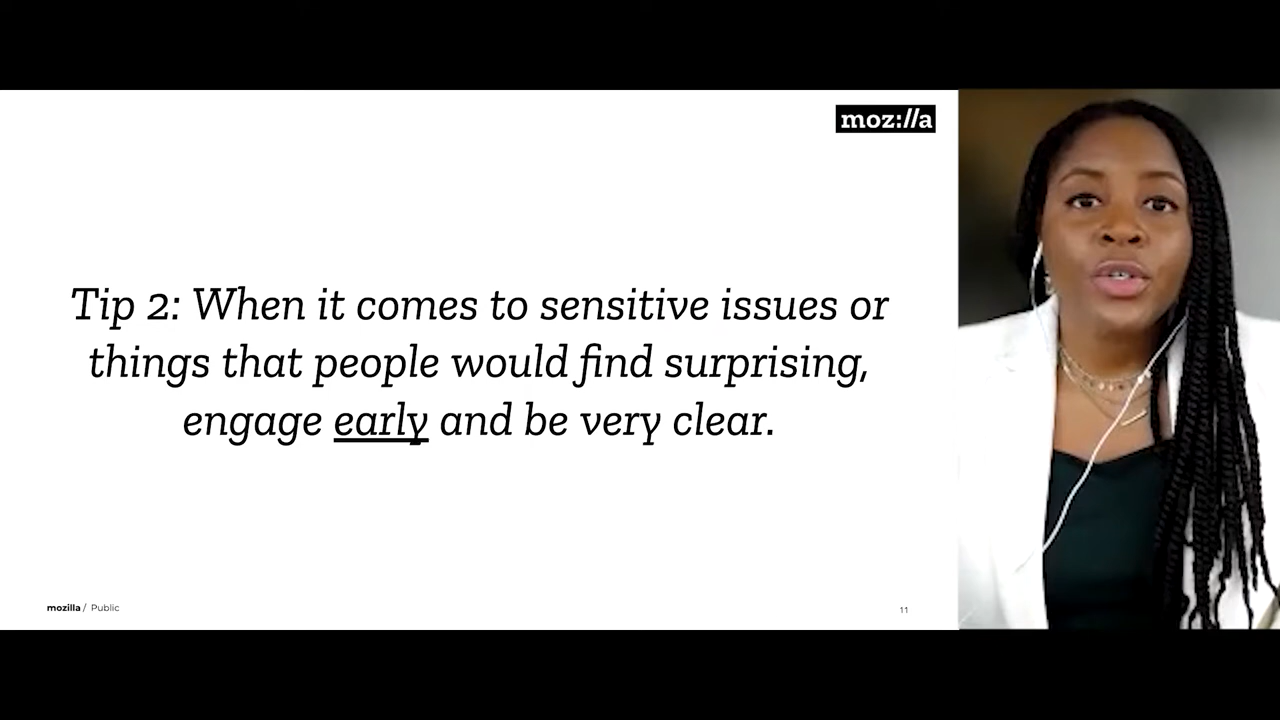 moz://a
Tip 2: When it comes to sensitive issues or
things that people would find surprising,
engage early and be very clear.
mozilla / Public
11